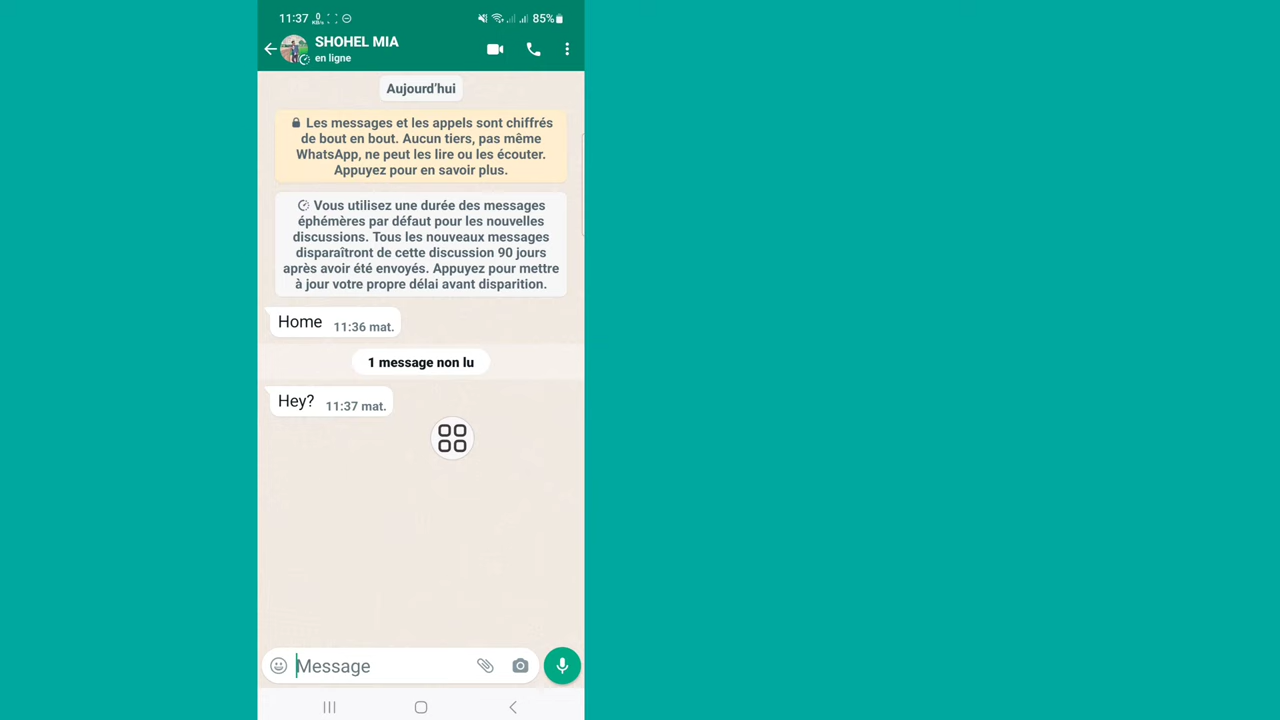 11:37 0 KB/s 85%
SHOHEL MIA
en ligne
Aujourd'hui
Les messages et les appels sont chiffrés
de bout en bout. Aucun tiers, pas même
WhatsApp, ne peut les lire ou les écouter.
Appuyez pour en savoir plus.
Vous utilisez une durée des messages
éphémères par défaut pour les nouvelles
discussions. Tous les nouveaux messages
disparaîtront de cette discussion 90 jours
après avoir été envoyés. Appuyez pour mettre
à jour votre propre délai avant disparition.
Home 11:36 mat.
1 message non lu
Hey? 11:37 mat.
Message